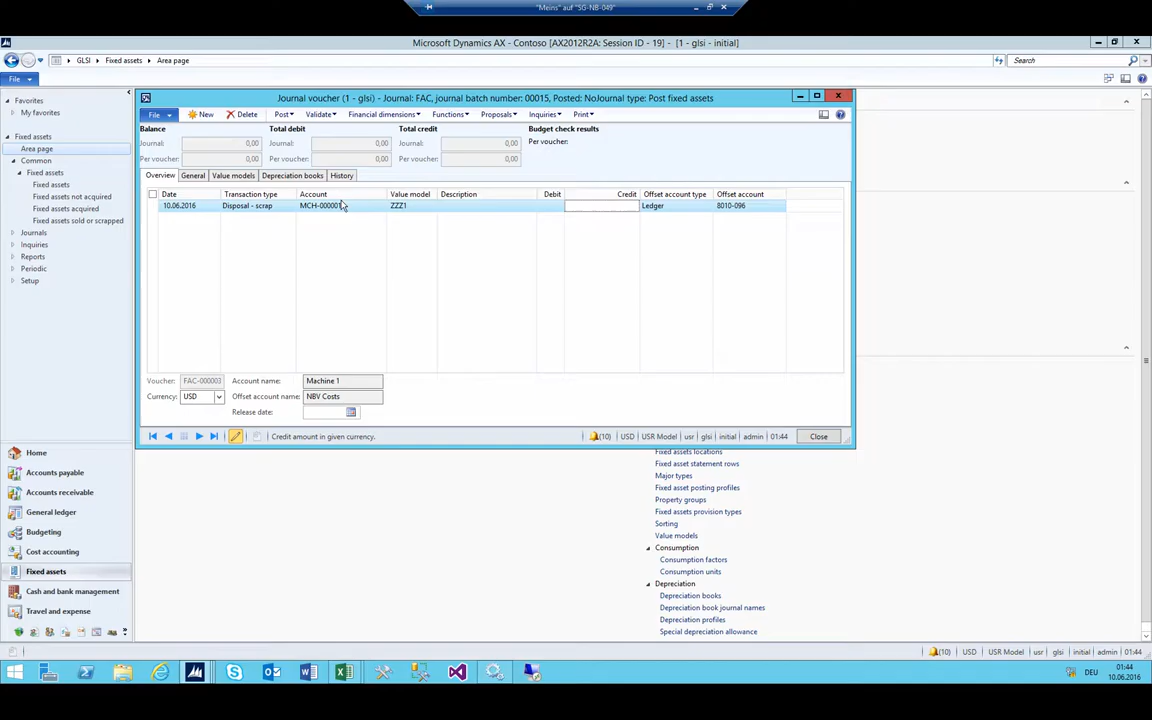 "Meins" auf "SG-NB-049"
Microsoft Dynamics AX - Contoso [AX2012R2A: Session ID - 19] - [1 - glsi - initial]
GLSI Fixed assets Area page Search
File
Journal voucher (1 - glsi) - Journal: FAC, journal batch number: 00015, Posted: NoJournal type: Post fixed assets
File New Delete Post Validate Financial dimensions Functions Proposals Inquiries Print
Balance Total debit Total credit Budget check results
Journal: 0,00 Journal: 0,00 Journal: 0,00 Per voucher:
Per voucher: 0,00 Per voucher: 0,00 Per voucher: 0,00
Overview General Value models Depreciation books History
Date Transaction type Account Value model Description Debit Credit Offset account type Offset account
10.06.2016 Disposal - scrap MCH-000001 ZZZ1 Ledger 8010-096
Voucher: FAC-000003 Account name: Machine 1
Currency: USD Offset account name: NBV Costs
Release date:
Credit amount in given currency. (10) USD USR Model usr glsi initial admin 01:44 Close
Favorites
My favorites
Fixed assets
Area page
Common
Fixed assets
Fixed assets
Fixed assets not acquired
Fixed assets acquired
Fixed assets sold or scrapped
Journals
Inquiries
Reports
Periodic
Setup
Home
Accounts payable
Accounts receivable
General ledger
Budgeting
Cost accounting
Fixed assets
Cash and bank management
Travel and expense
Fixed assets locations
Fixed asset statement rows
Major types
Fixed asset posting profiles
Property groups
Fixed assets provision types
Sorting
Value models
Consumption
Consumption factors
Consumption units
Depreciation
Depreciation books
Depreciation book journal names
Depreciation profiles
Special depreciation allowance
(10) USD USR Model usr glsi initial admin 01:44
DEU 01:44
10.06.2016